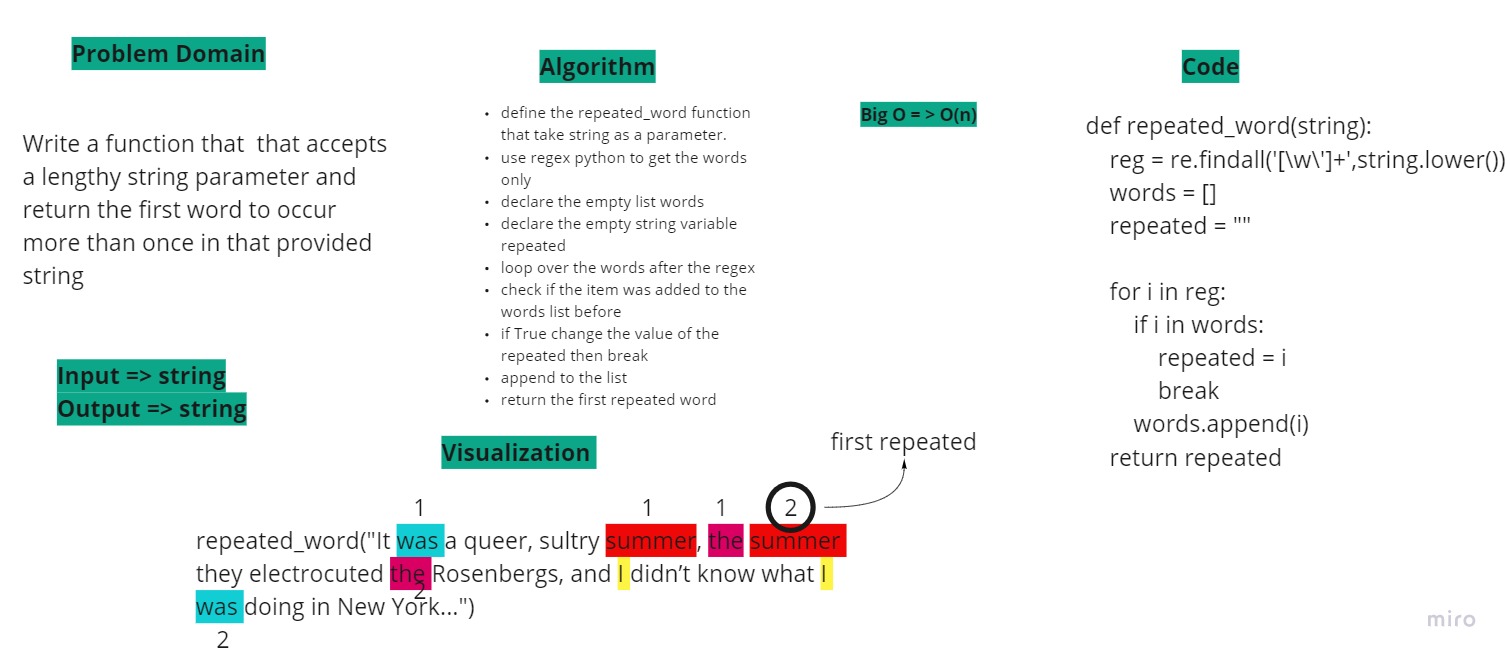 Problem Domain
Write a function that  that accepts
a lengthy string parameter and
return the first word to occur
more than once in that provided
string
Input => string
Output => string
Algorithm
• define the repeated_word function
that take string as a parameter.
• use regex python to get the words
only
• declare the empty list words
• declare the empty string variable
repeated
• loop over the words after the regex
• check if the item was added to the
words list before
• if True change the value of the
repeated then break
• append to the list
• return the first repeated word
Big O = > O(n)
Code
def repeated_word(string):
reg = re.findall('[\w\']+',string.lower())
words = []
repeated = ""
for i in reg:
if i in words:
repeated = i
break
words.append(i)
return repeated
Visualization
first repeated
1 1 1 2
repeated_word("It was a queer, sultry summer, the summer
they electrocuted the Rosenbergs, and I didn’t know what I
2
was doing in New York...")
2
miro